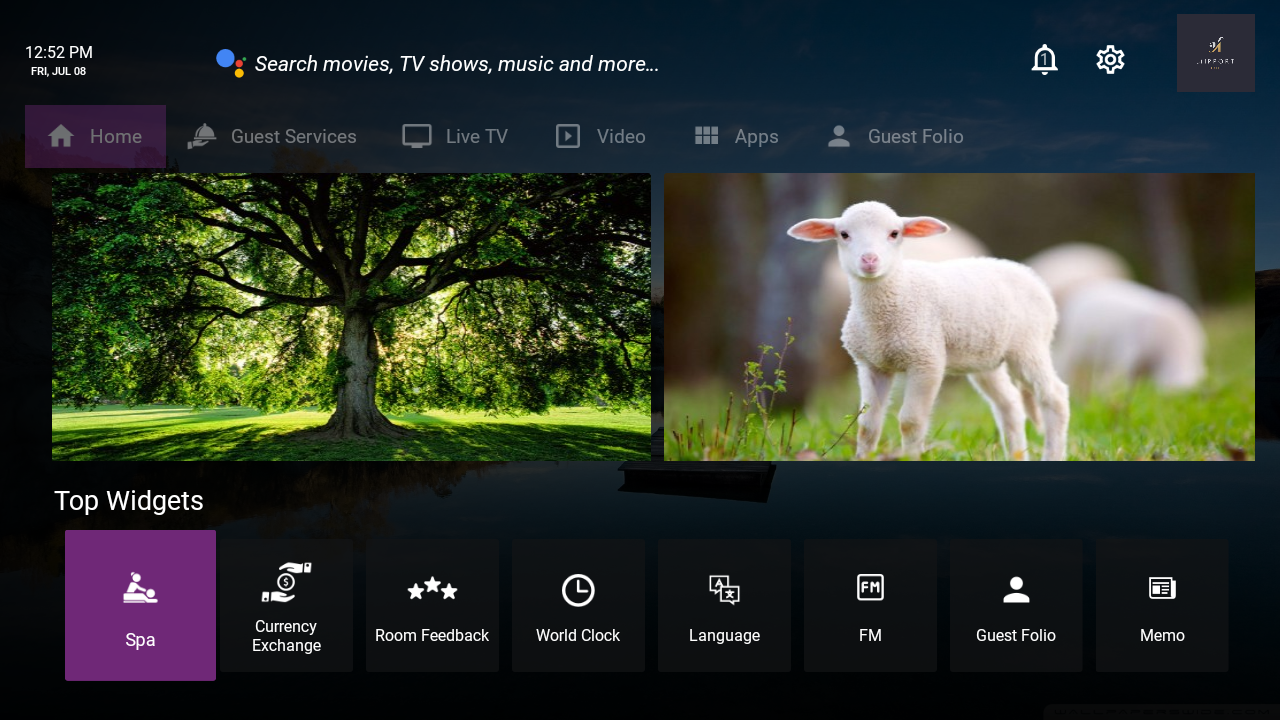 12:52 PM
FRI, JUL 08
Search movies, TV shows, music and more...
1
Home
Guest Services
Live TV
Video
Apps
Guest Folio
Top Widgets
Spa
Currency
Exchange
Room Feedback
World Clock
A
Language
FM
FM
Guest Folio
Memo